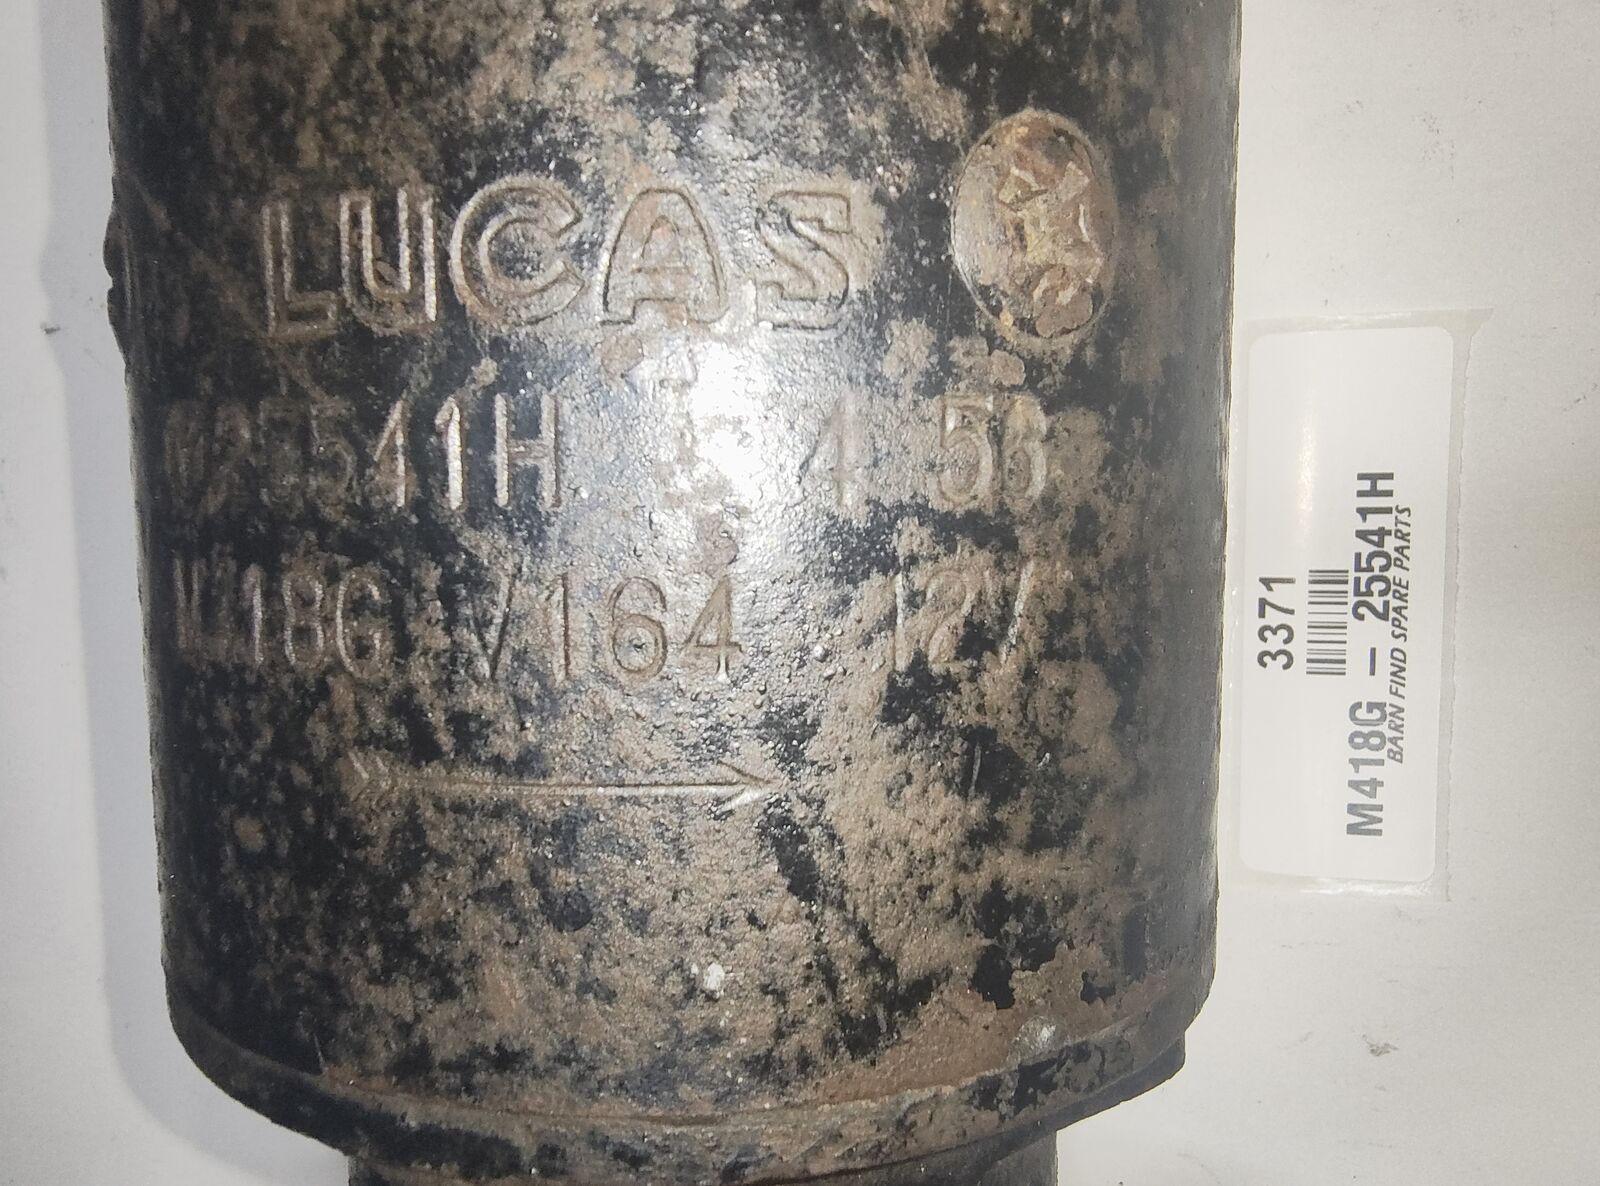 LUCAS
25541H 4 56
M418G V164 12V
3371
M418G – 25541H
BARN FIND SPARE PARTS